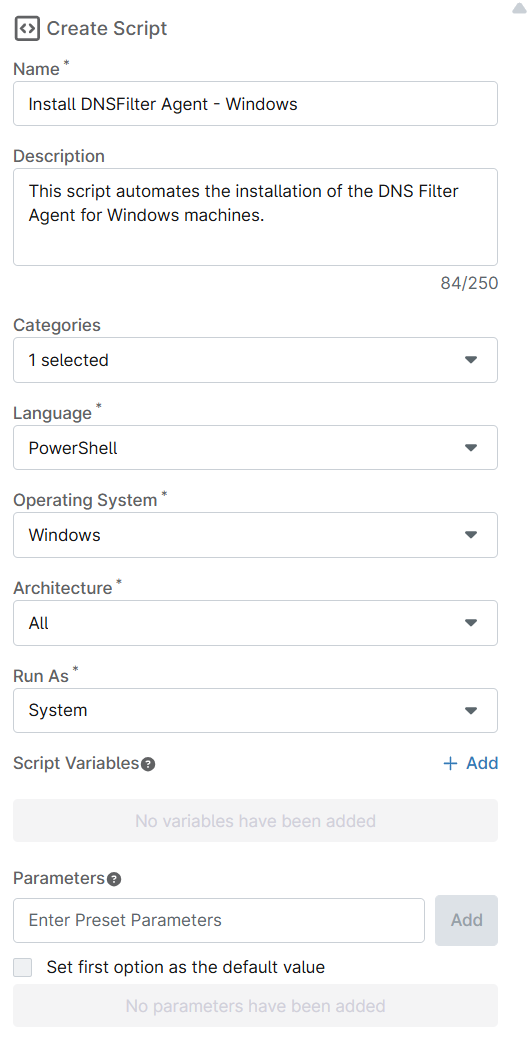 Create Script
Name *
Install DNSFilter Agent - Windows
Description
This script automates the installation of the DNS Filter
Agent for Windows machines.
84/250
Categories
1 selected
Language *
PowerShell
Operating System *
Windows
Architecture *
All
Run As *
System
Script Variables ?
+ Add
No variables have been added
Parameters ?
Enter Preset Parameters
Add
Set first option as the default value
No parameters have been added